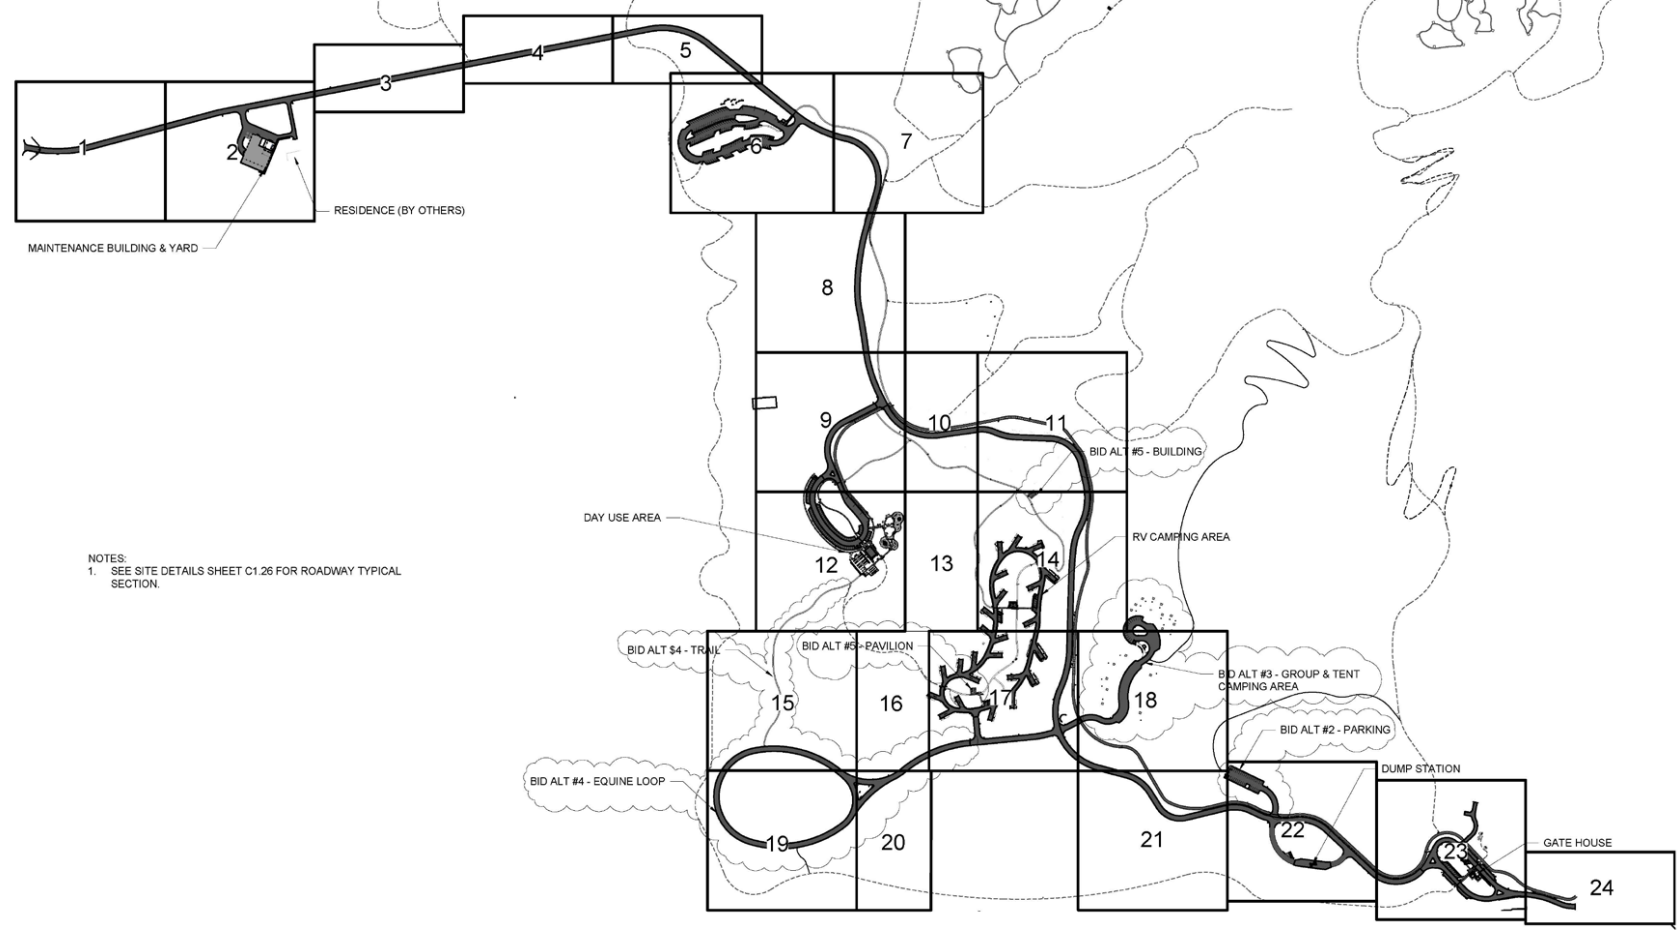 1
2
3
4
5
6
7
RESIDENCE (BY OTHERS)
MAINTENANCE BUILDING & YARD
8
9
10
11
BID ALT #5 - BUILDING
DAY USE AREA
RV CAMPING AREA
12
13
14
NOTES:
1. SEE SITE DETAILS SHEET C1.26 FOR ROADWAY TYPICAL
SECTION.
BID ALT $4 - TRAIL
BID ALT #5 - PAVILION
BID ALT #3 - GROUP & TENT
CAMPING AREA
15
16
17
18
BID ALT #2 - PARKING
DUMP STATION
BID ALT #4 - EQUINE LOOP
19
20
21
22
23
GATE HOUSE
24